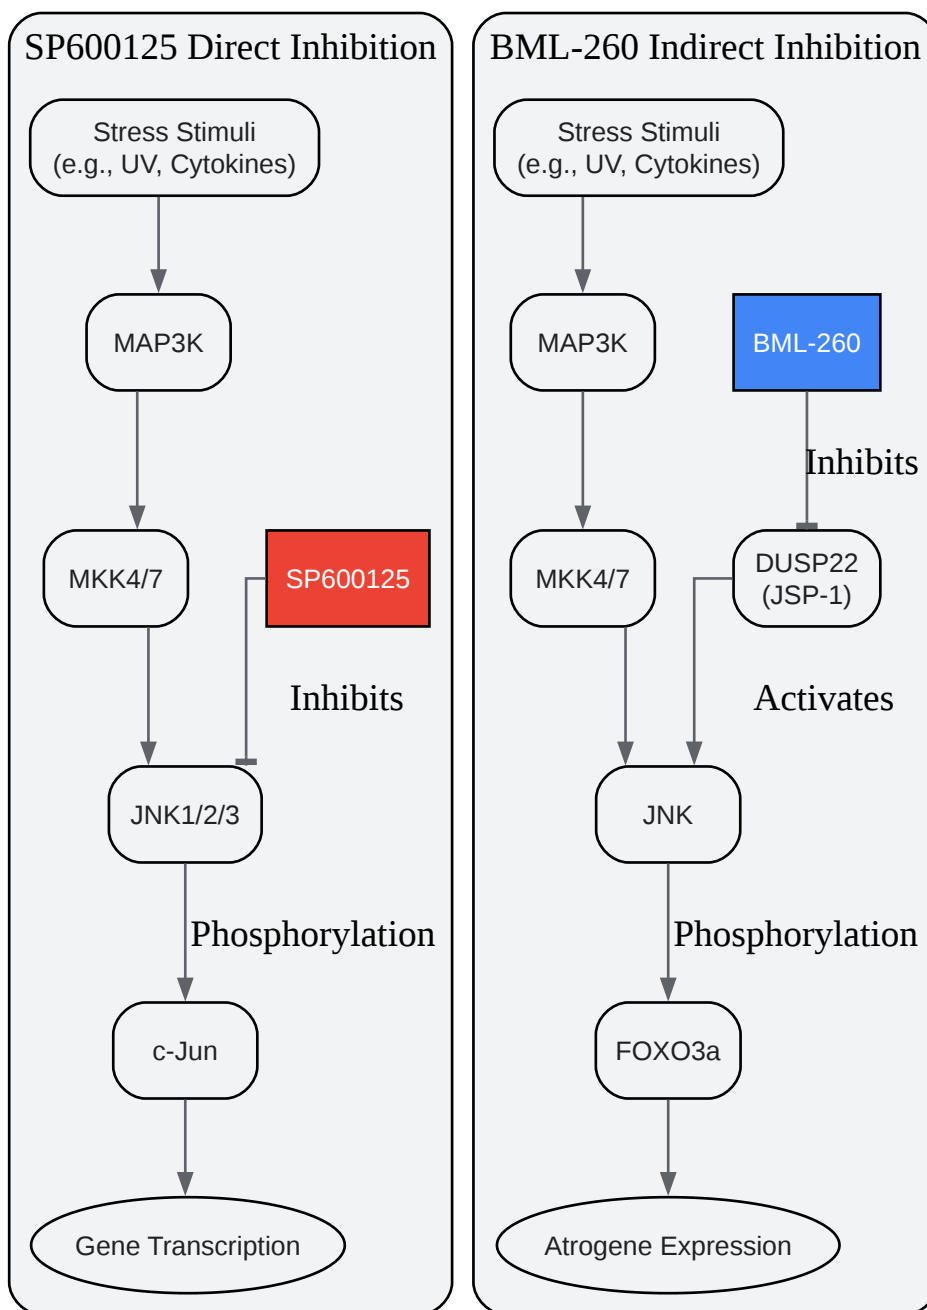 SP600125 Direct Inhibition
Stress Stimuli
(e.g., UV, Cytokines)
MAP3K
MKK4/7
SP600125
Inhibits
JNK1/2/3
Phosphorylation
c-Jun
Gene Transcription
BML-260 Indirect Inhibition
Stress Stimuli
(e.g., UV, Cytokines)
MAP3K
BML-260
Inhibits
MKK4/7
DUSP22
(JSP-1)
Activates
JNK
Phosphorylation
FOXO3a
Atrogene Expression